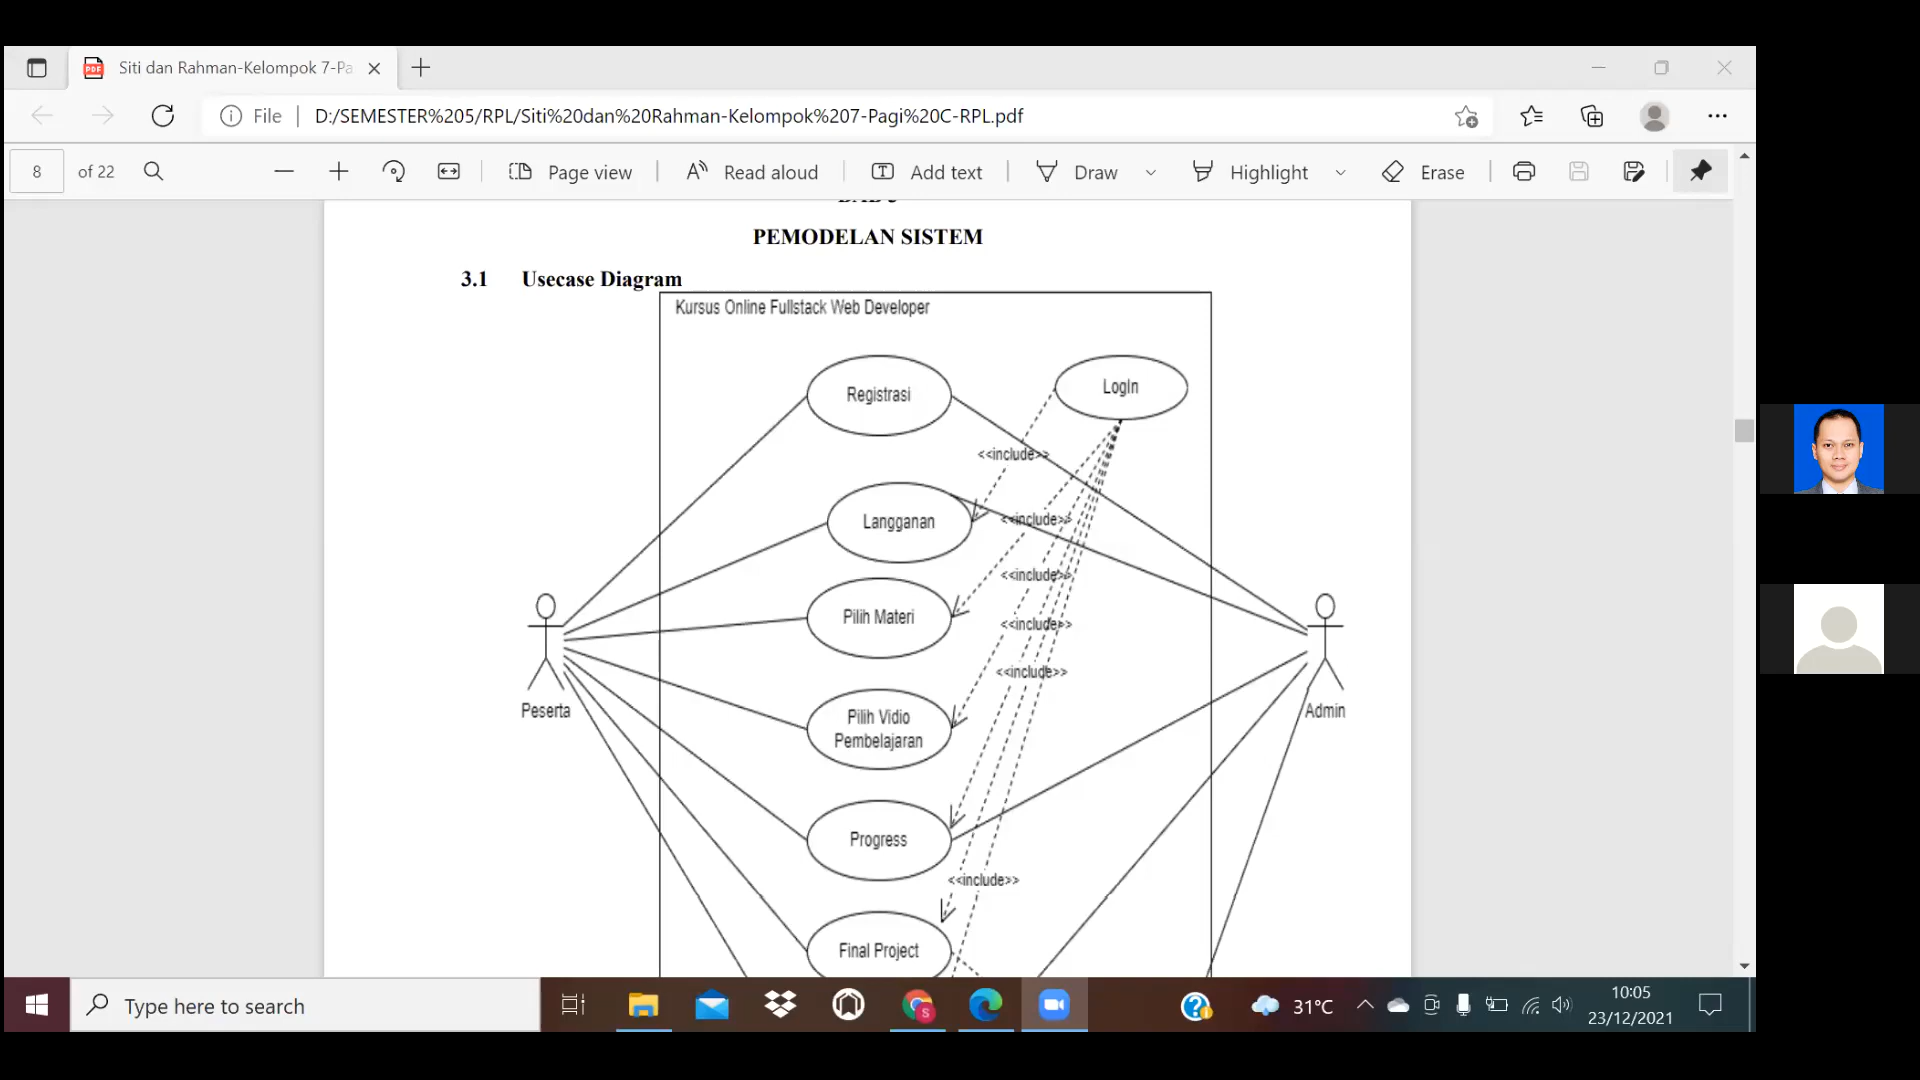 Siti dan Rahman-Kelompok 7-Pa
File
D:/SEMESTER%205/RPL/Siti%20dan%20Rahman-Kelompok%207-Pagi%20C-RPL.pdf
8 of 22
Page view
Read aloud
Add text
Draw
Highlight
Erase
PEMODELAN SISTEM
3.1 Usecase Diagram
Kursus Online Fullstack Web Developer
LogIn
Registrasi
<<include>>
<<include>>
Langganan
<<include>>
Pilih Materi
<<include>>
<<include>>
Peserta
Admin
Pilih Vidio
Pembelajaran
Progress
<<include>>
Final Project
Type here to search
31°C
10:05
23/12/2021